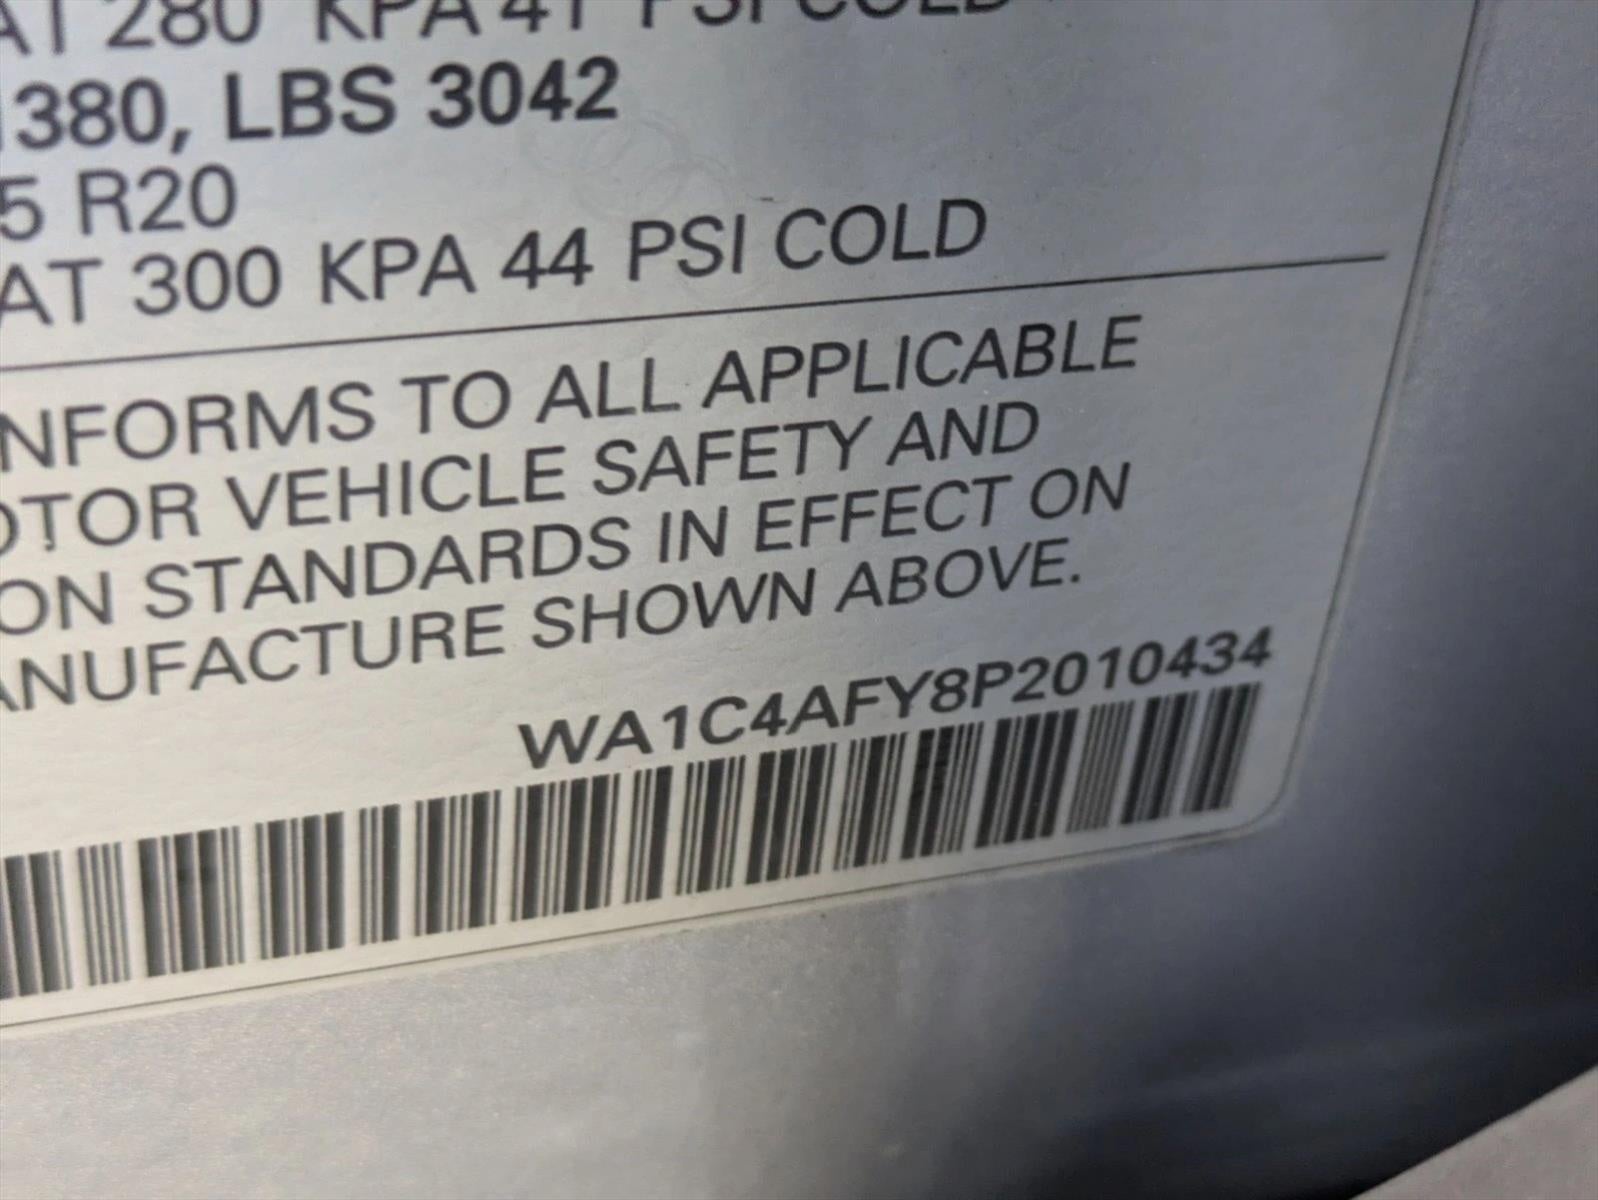 AT 280 KPA 41 PSI COLD
1380, LBS 3042
5 R20
AT 300 KPA 44 PSI COLD
NFORMS TO ALL APPLICABLE
OTOR VEHICLE SAFETY AND
ON STANDARDS IN EFFECT ON
ANUFACTURE SHOWN ABOVE.
WA1C4AFY8P2010434